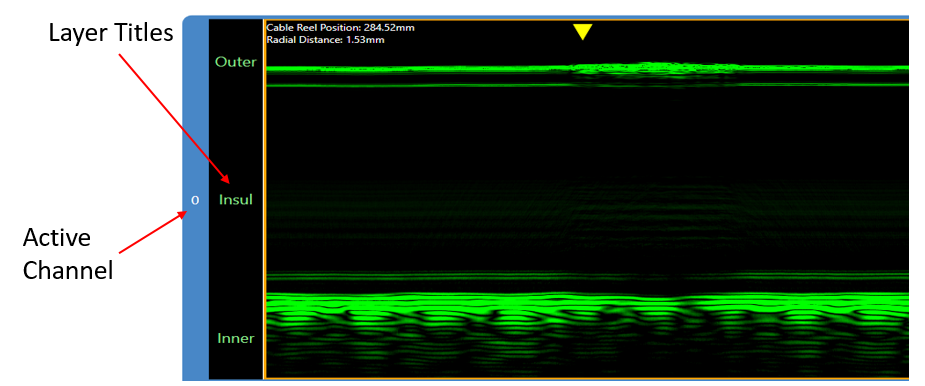 Layer Titles
Cable Reel Position: 284.52mm
Radial Distance: 1.53mm
Outer
0
Insul
Active
Channel
Inner